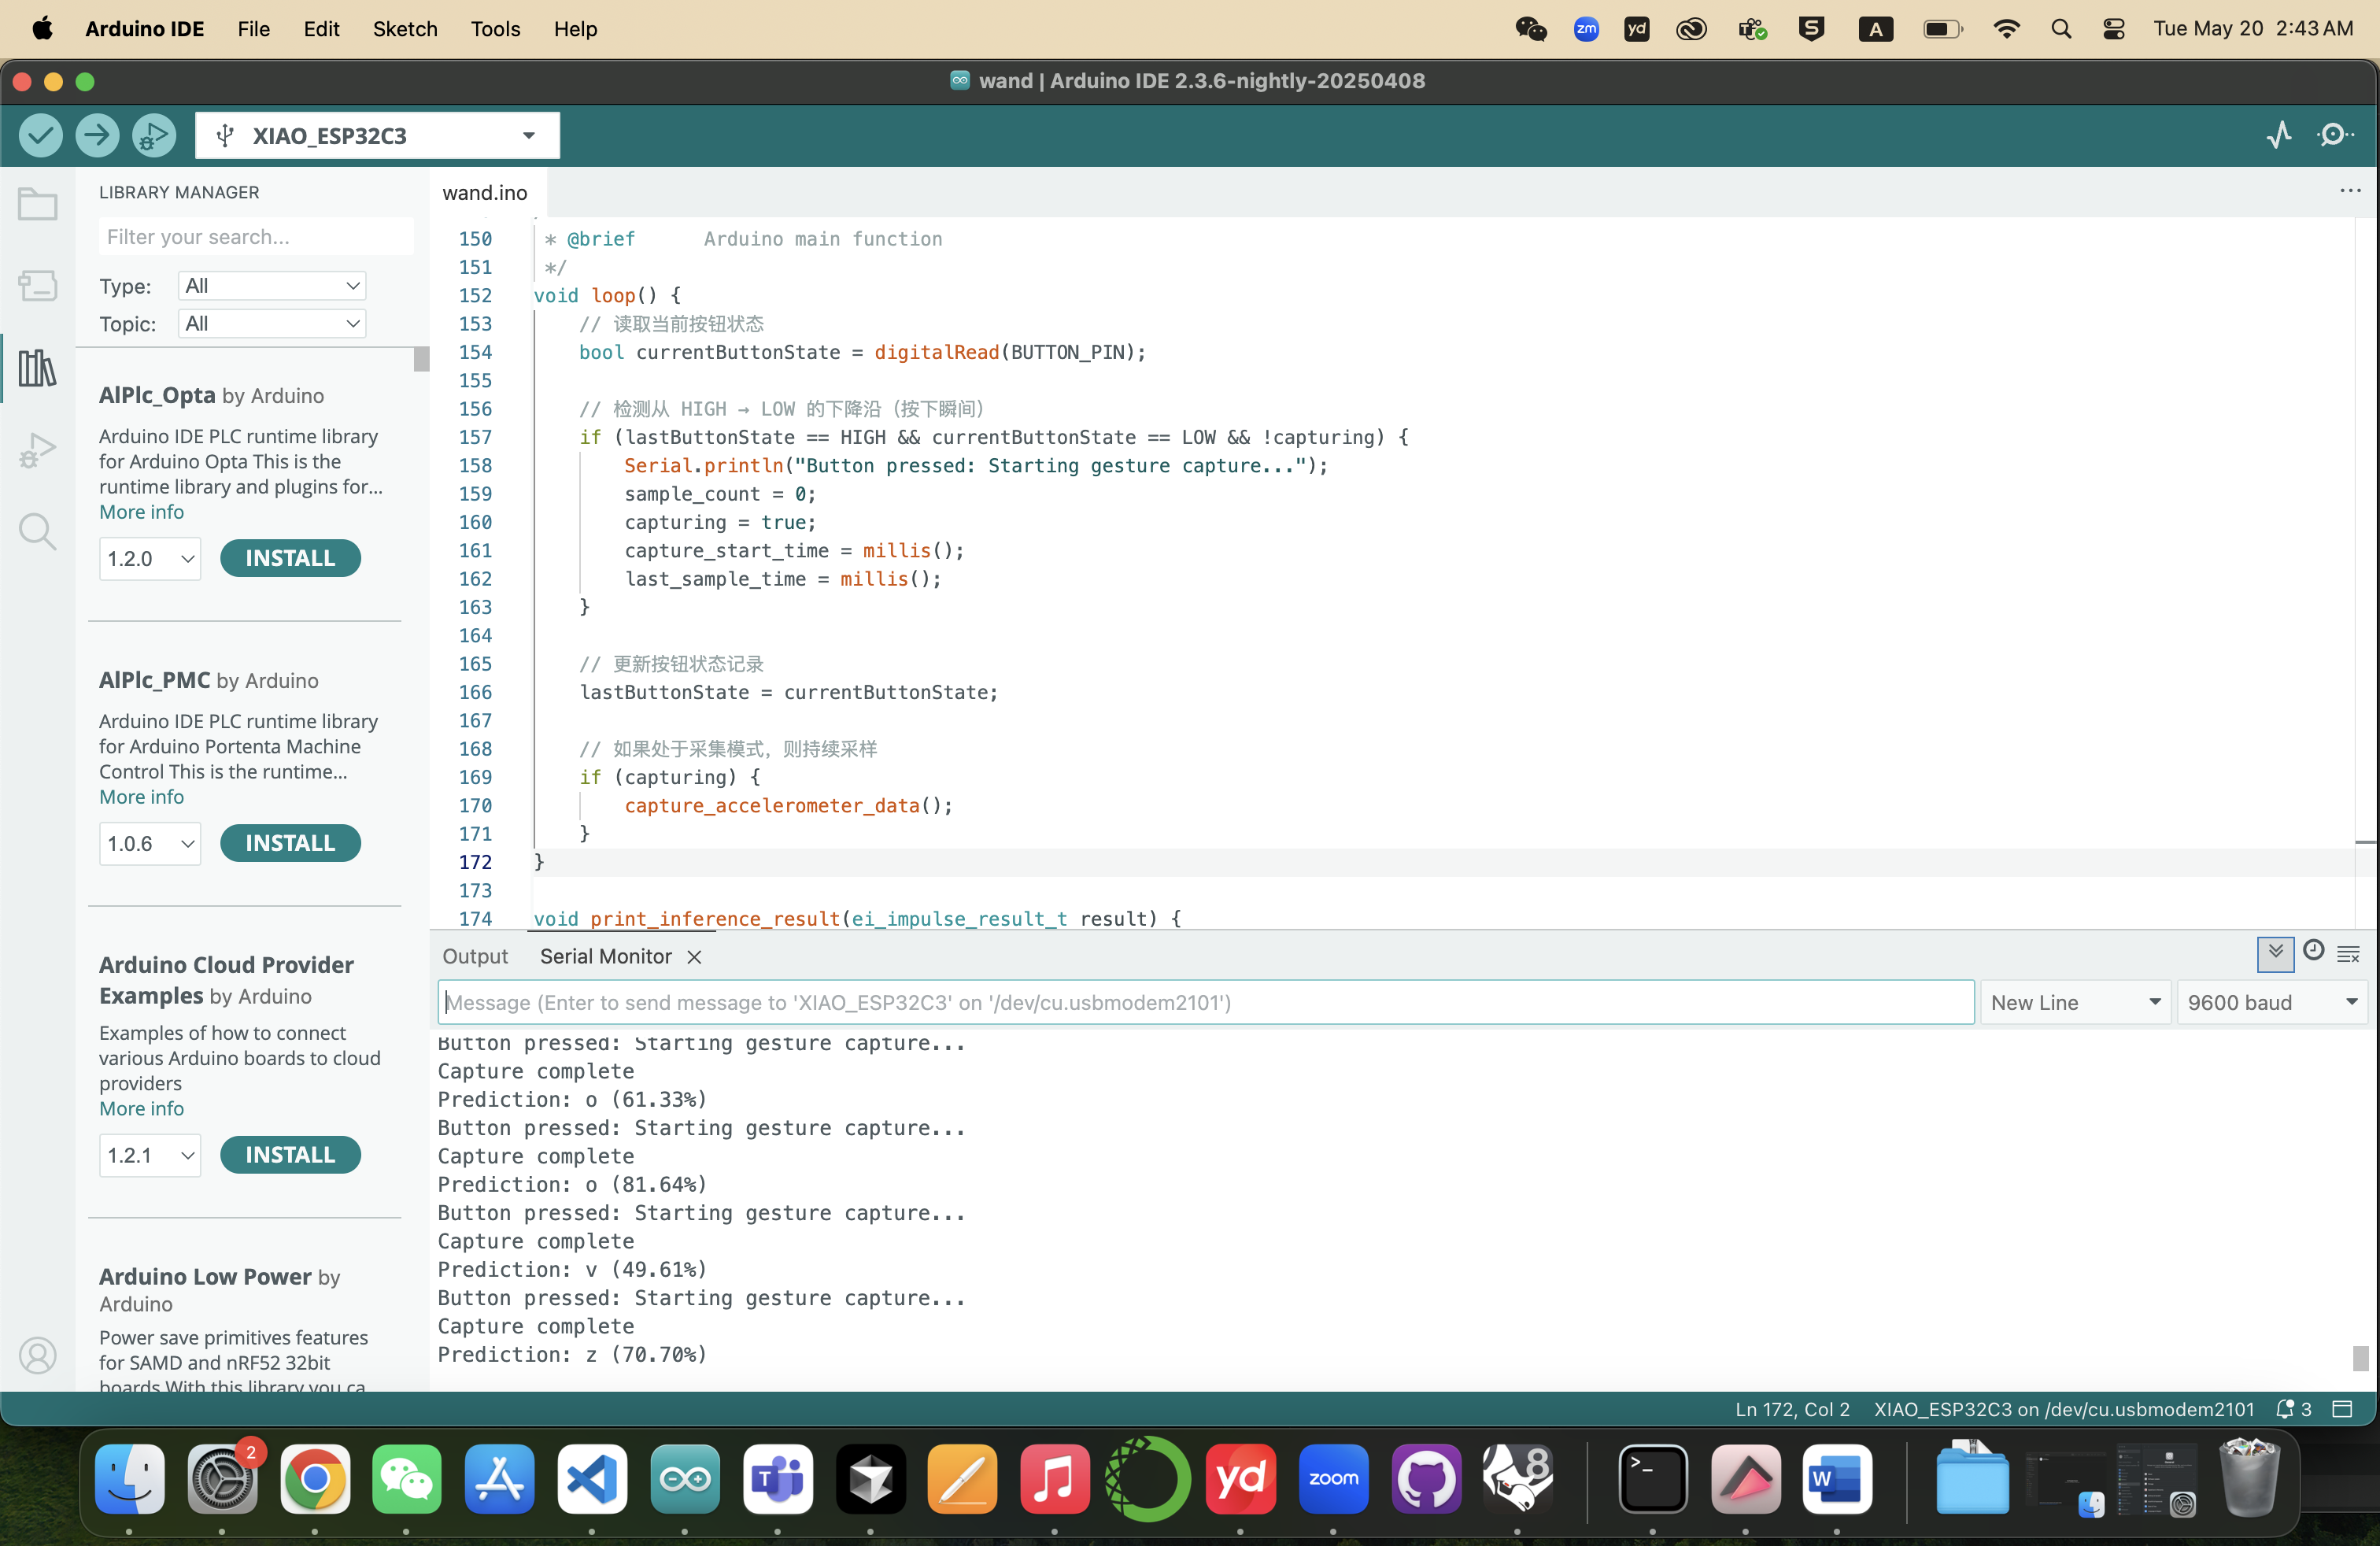 Arduino IDE File Edit Sketch Tools Help zm yd S A Tue May 20 2:43 AM
wand | Arduino IDE 2.3.6-nightly-20250408
XIAO_ESP32C3
LIBRARY MANAGER
Filter your search...
Type: All
Topic: All
AlPlc_Opta by Arduino
Arduino IDE PLC runtime library
for Arduino Opta This is the
runtime library and plugins for...
More info
1.2.0 INSTALL
AlPlc_PMC by Arduino
Arduino IDE PLC runtime library
for Arduino Portenta Machine
Control This is the runtime...
More info
1.0.6 INSTALL
Arduino Cloud Provider
Examples by Arduino
Examples of how to connect
various Arduino boards to cloud
providers
More info
1.2.1 INSTALL
Arduino Low Power by
Arduino
Power save primitives features
for SAMD and nRF52 32bit
boards With this library you ca
wand.ino
150 * @brief Arduino main function
151 */
152 void loop() {
153 // 读取当前按钮状态
154 bool currentButtonState = digitalRead(BUTTON_PIN);
155
156 // 检测从 HIGH → LOW 的下降沿（按下瞬间）
157 if (lastButtonState == HIGH && currentButtonState == LOW && !capturing) {
158 Serial.println("Button pressed: Starting gesture capture...");
159 sample_count = 0;
160 capturing = true;
161 capture_start_time = millis();
162 last_sample_time = millis();
163 }
164
165 // 更新按钮状态记录
166 lastButtonState = currentButtonState;
167
168 // 如果处于采集模式，则持续采样
169 if (capturing) {
170 capture_accelerometer_data();
171 }
172 }
173
174 void print_inference_result(ei_impulse_result_t result) {
Output Serial Monitor
Message (Enter to send message to 'XIAO_ESP32C3' on '/dev/cu.usbmodem2101') New Line 9600 baud
Button pressed: Starting gesture capture...
Capture complete
Prediction: o (61.33%)
Button pressed: Starting gesture capture...
Capture complete
Prediction: o (81.64%)
Button pressed: Starting gesture capture...
Capture complete
Prediction: v (49.61%)
Button pressed: Starting gesture capture...
Capture complete
Prediction: z (70.70%)
Ln 172, Col 2 XIAO_ESP32C3 on /dev/cu.usbmodem2101 3
2 T yd zoom 8 >_ W